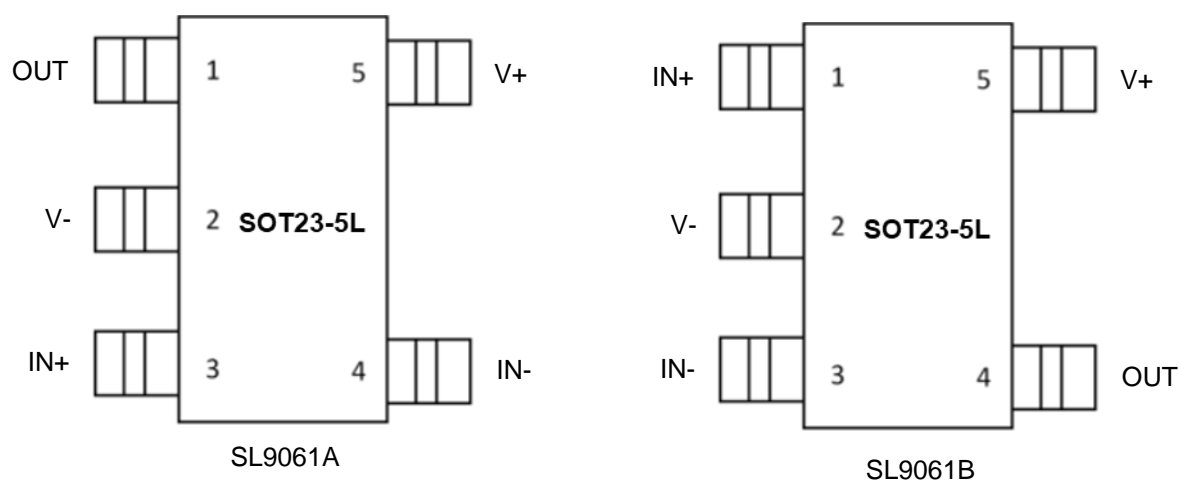 OUT 1 5 V+
V- 2 SOT23-5L
IN+ 3 4 IN-
SL9061A
IN+ 1 5 V+
V- 2 SOT23-5L
IN- 3 4 OUT
SL9061B